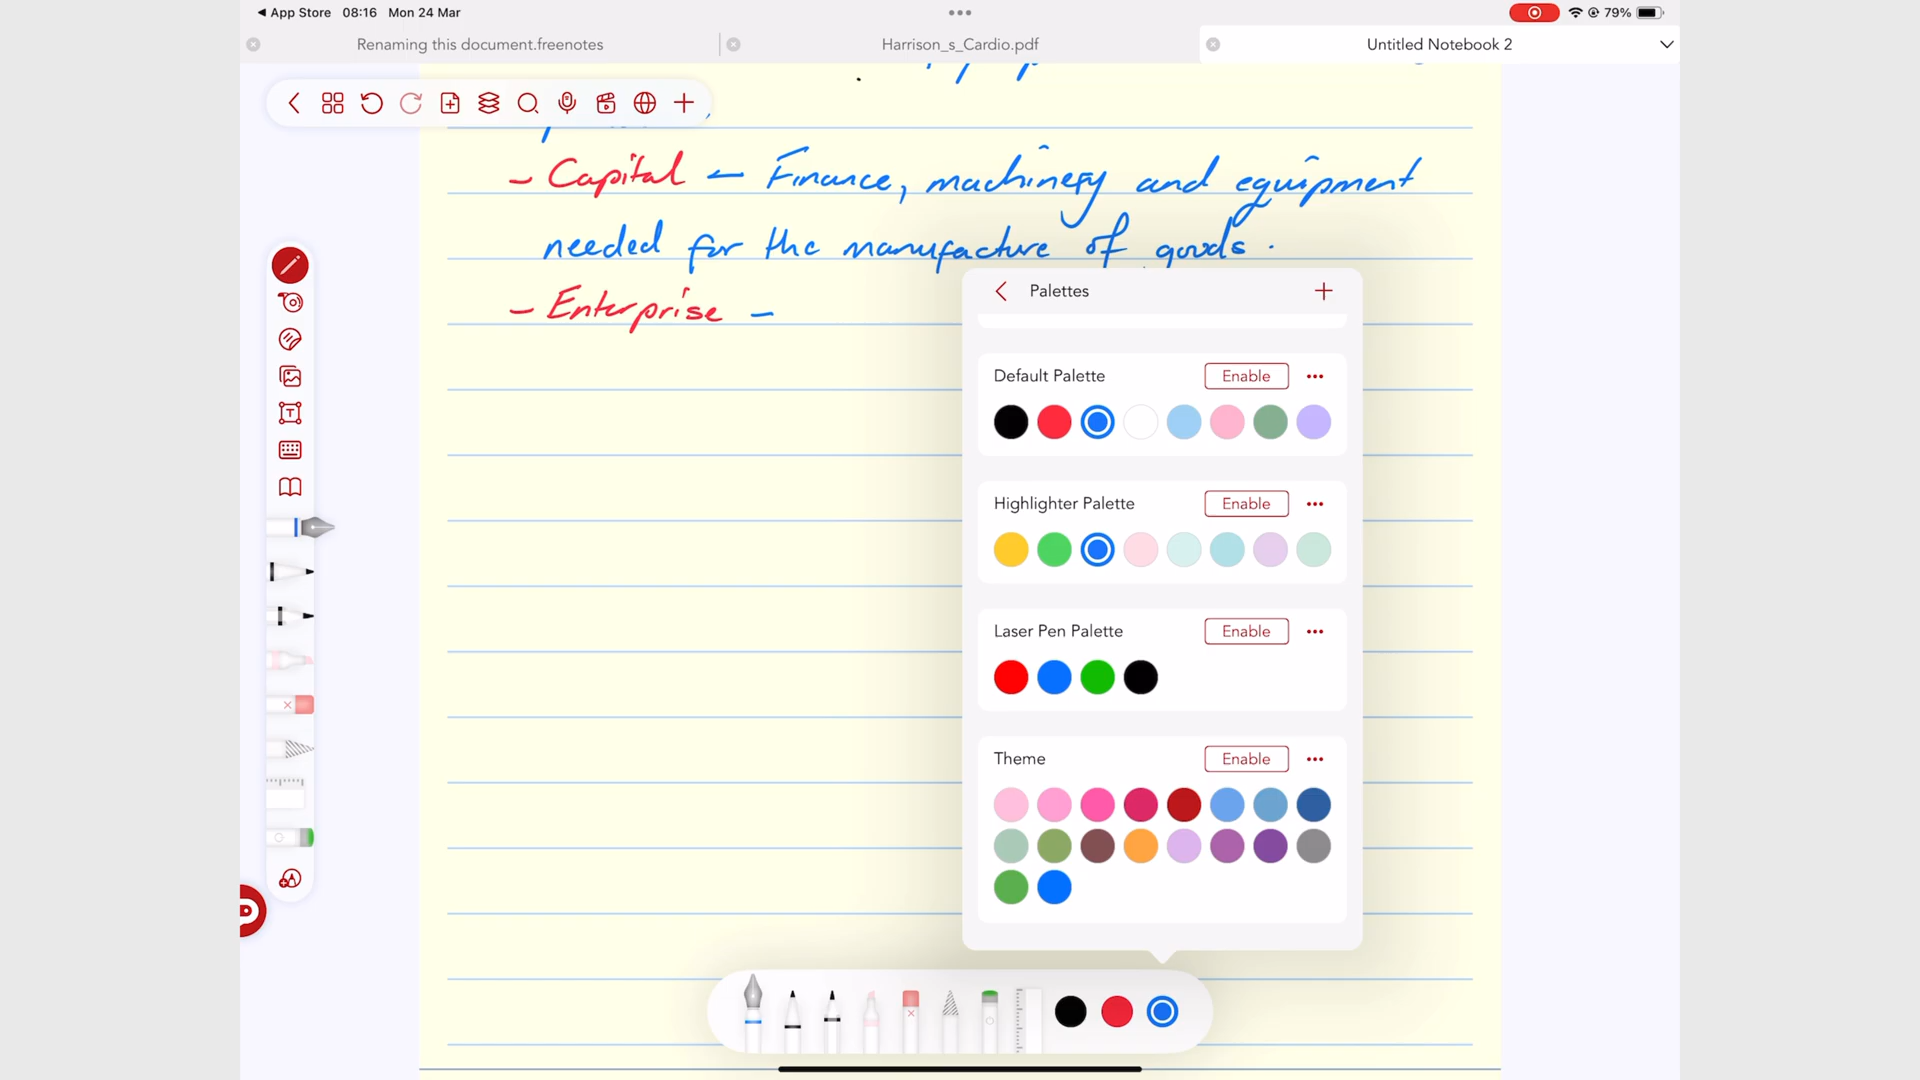 App Store 08:16 Mon 24 Mar 79%
Renaming this document.freenotes
Harrison_s_Cardio.pdf
Untitled Notebook 2
- Capital - Finance, machinery and equipment
needed for the manufacture of goods.
- Enterprise -
Palettes
Default Palette Enable
Highlighter Palette Enable
Laser Pen Palette Enable
Theme Enable